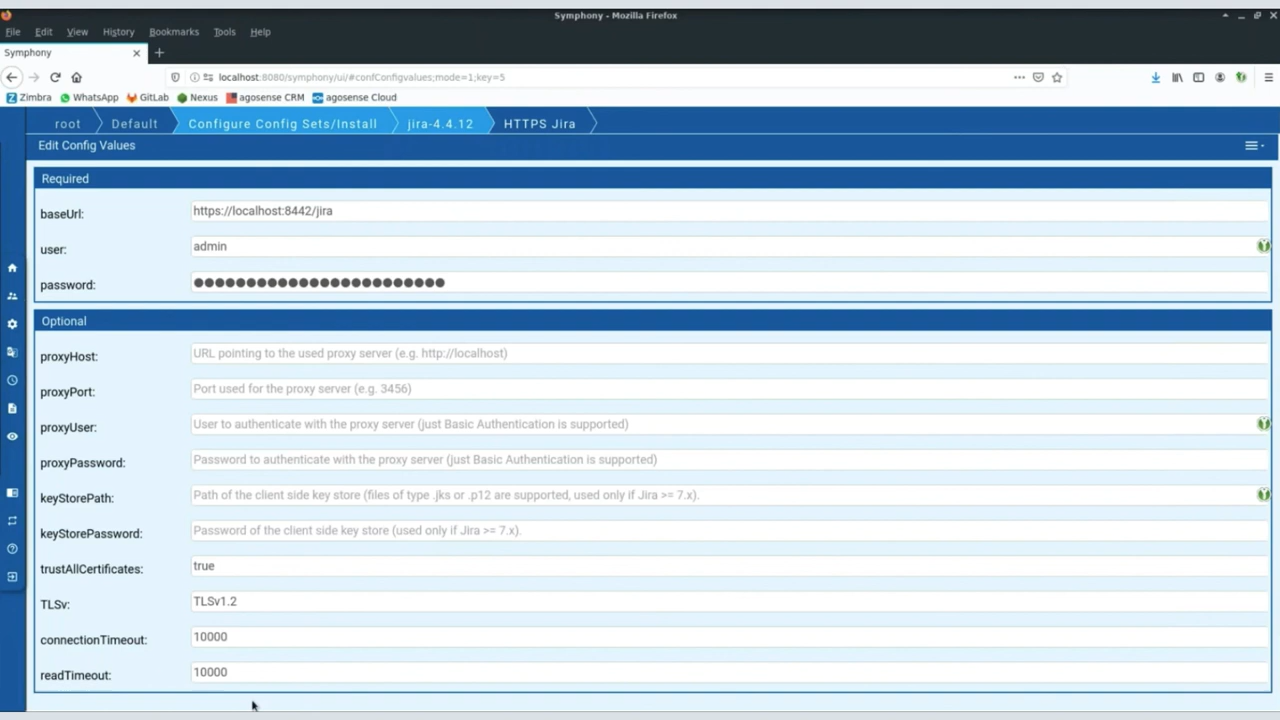 Symphony - Mozilla Firefox
File Edit View History Bookmarks Tools Help
Symphony
localhost:8080/symphony/ui/#confConfigvalues;mode=1;key=5
Zimbra WhatsApp GitLab Nexus agosense CRM agosense Cloud
root Default Configure Config Sets/Install jira-4.4.12 HTTPS Jira
Edit Config Values
Required
baseUrl: https://localhost:8442/jira
user: admin
password: ●●●●●●●●●●●●●●●●●●●●●●●●
Optional
proxyHost: URL pointing to the used proxy server (e.g. http://localhost)
proxyPort: Port used for the proxy server (e.g. 3456)
proxyUser: User to authenticate with the proxy server (just Basic Authentication is supported)
proxyPassword: Password to authenticate with the proxy server (just Basic Authentication is supported)
keyStorePath: Path of the client side key store (files of type .jks or .p12 are supported, used only if Jira >= 7.x).
keyStorePassword: Password of the client side key store (used only if Jira >= 7.x).
trustAllCertificates: true
TLSv: TLSv1.2
connectionTimeout: 10000
readTimeout: 10000